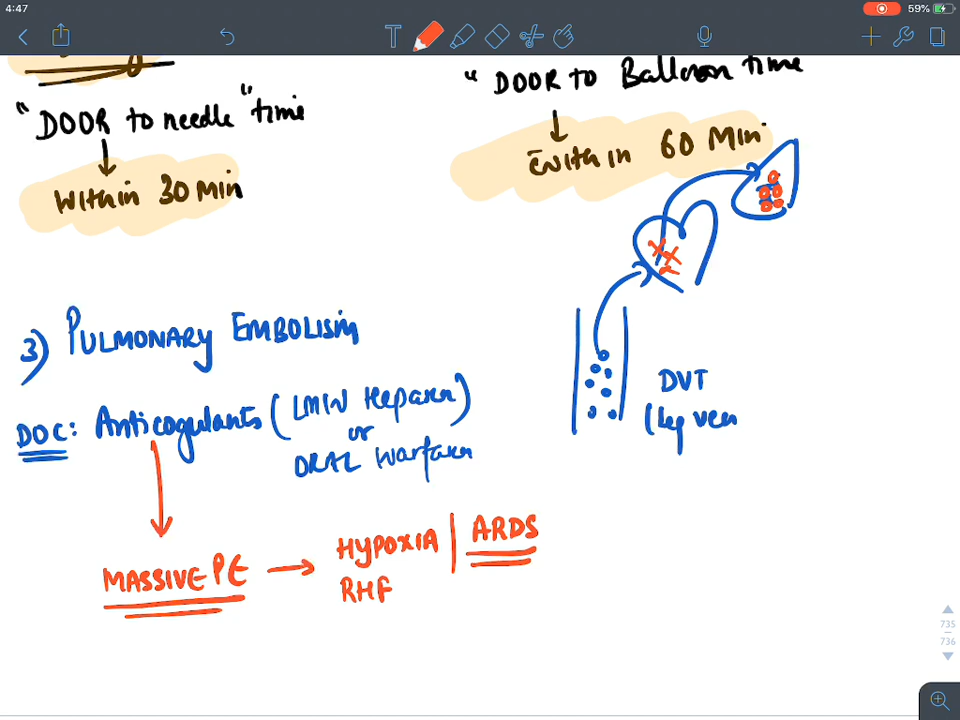 4:47
59%
T
"DOOR to needle" time
within 30 Min
" DOOR to Balloon time
within 60 Min
3) PULMONARY EMBOLISM
DOC: Anticogulants (LMW Heparin)
or
ORAL Warfarin
DVT
(leg vein
MASSIVE PE → HYPOXIA | ARDS
RHF
735
736